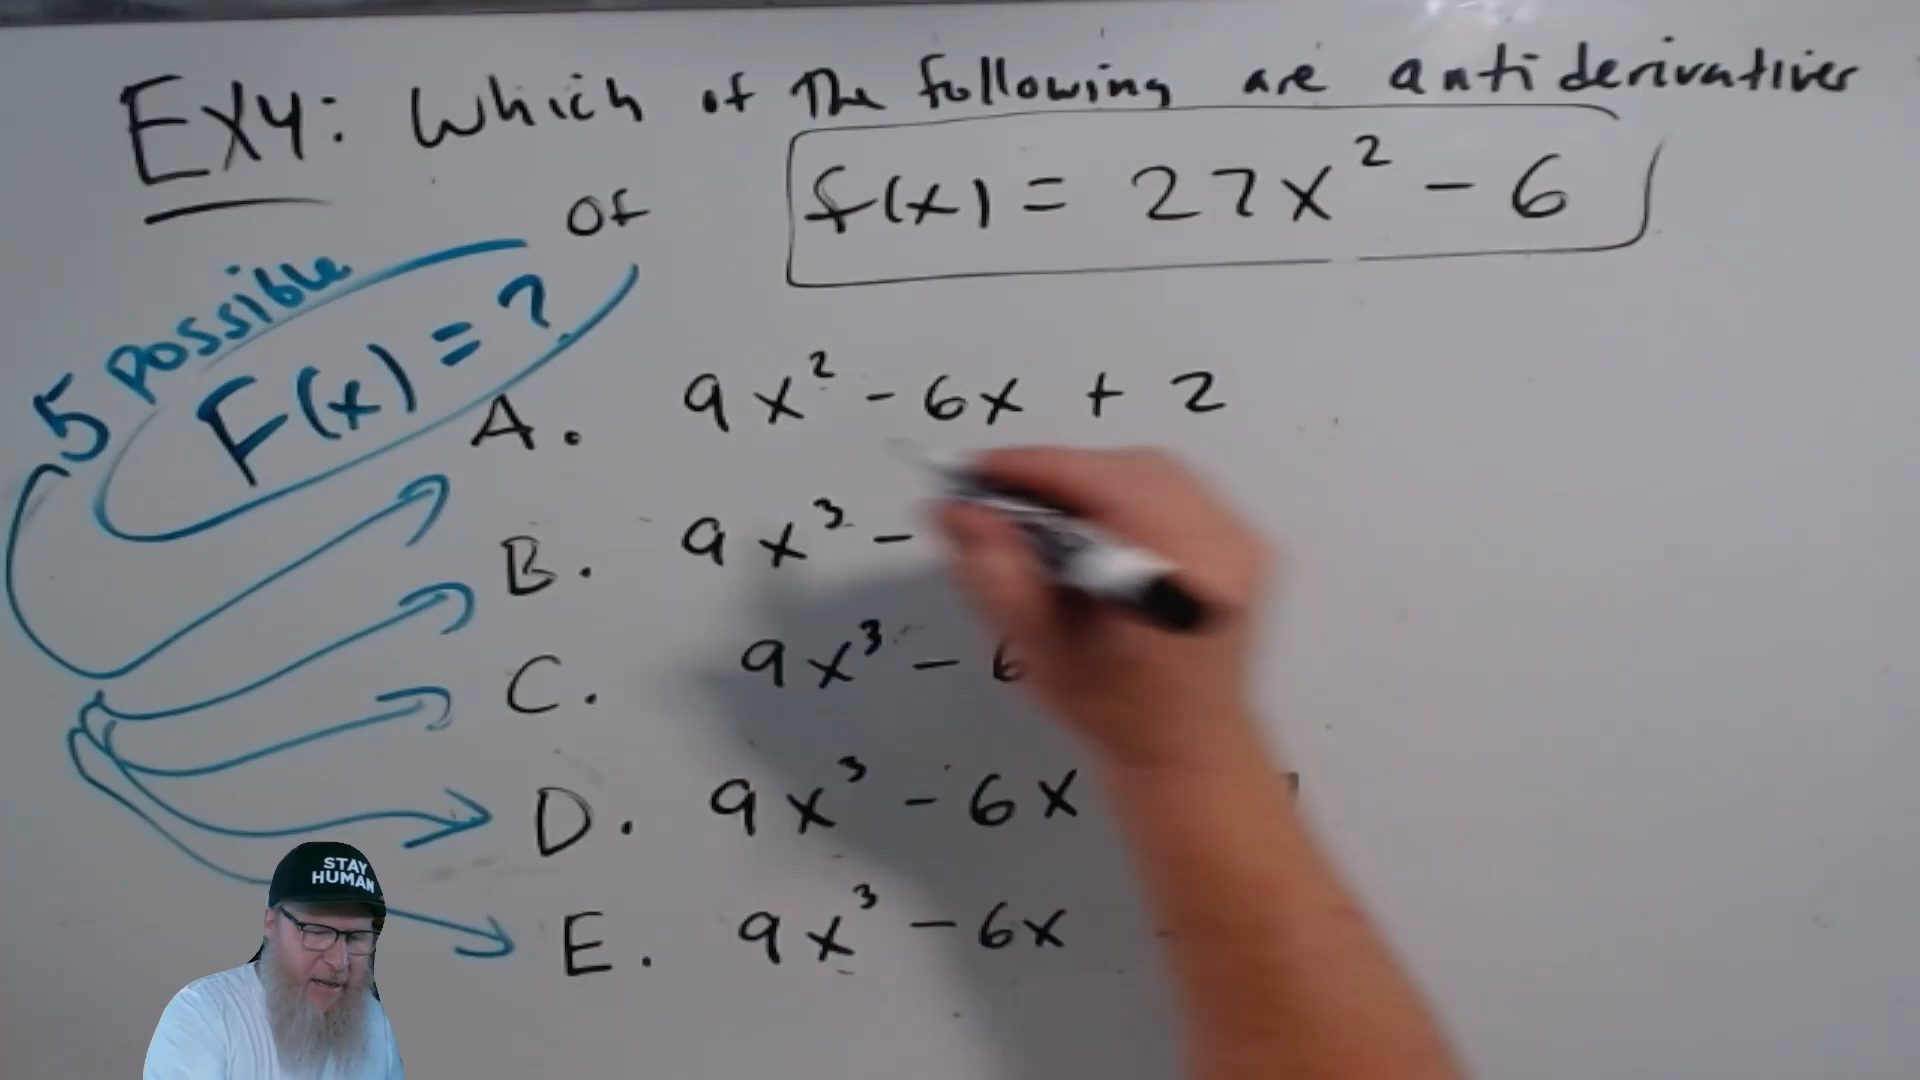 EX4: Which of The following are antiderivatives
of f(x) = 27x² - 6
5 possible
F(x) = ?
A. 9x² - 6x + 2
B. 9x³ -
C. 9x³ - 6
D. 9x³ - 6x
E. 9x³ - 6x
STAY
HUMAN